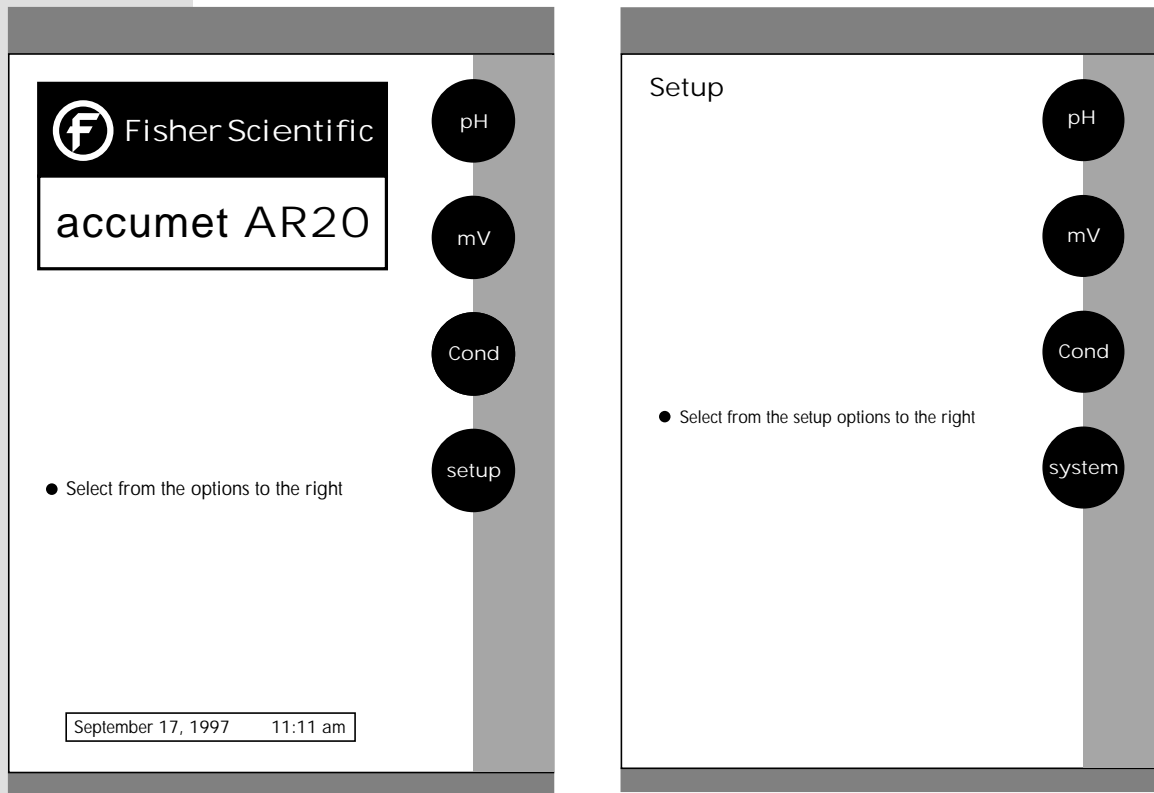 Fisher Scientific
accumet AR20
pH
mV
Cond
setup
● Select from the options to the right
September 17, 1997 11:11 am
Setup
pH
mV
Cond
● Select from the setup options to the right
system